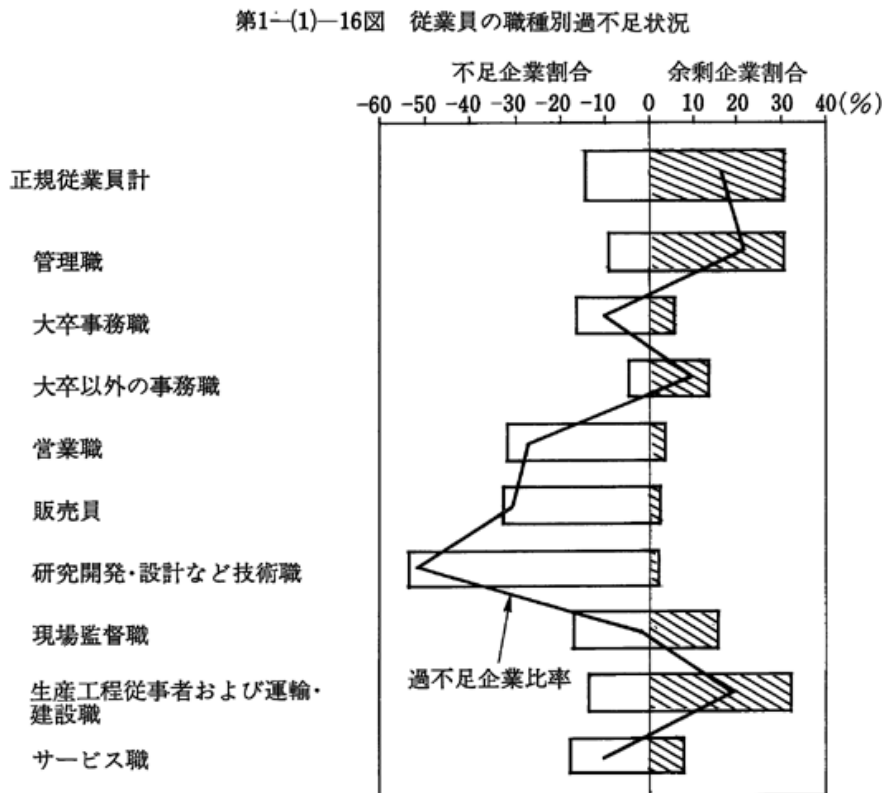 第1―(1)―16図 従業員の職種別過不足状況
不足企業割合 余剰企業割合
-60 -50 -40 -30 -20 -10 0 10 20 30 40(%)
正規従業員計
管理職
大卒事務職
大卒以外の事務職
営業職
販売員
研究開発・設計など技術職
現場監督職
過不足企業比率
生産工程従事者および運輸・
建設職
サービス職